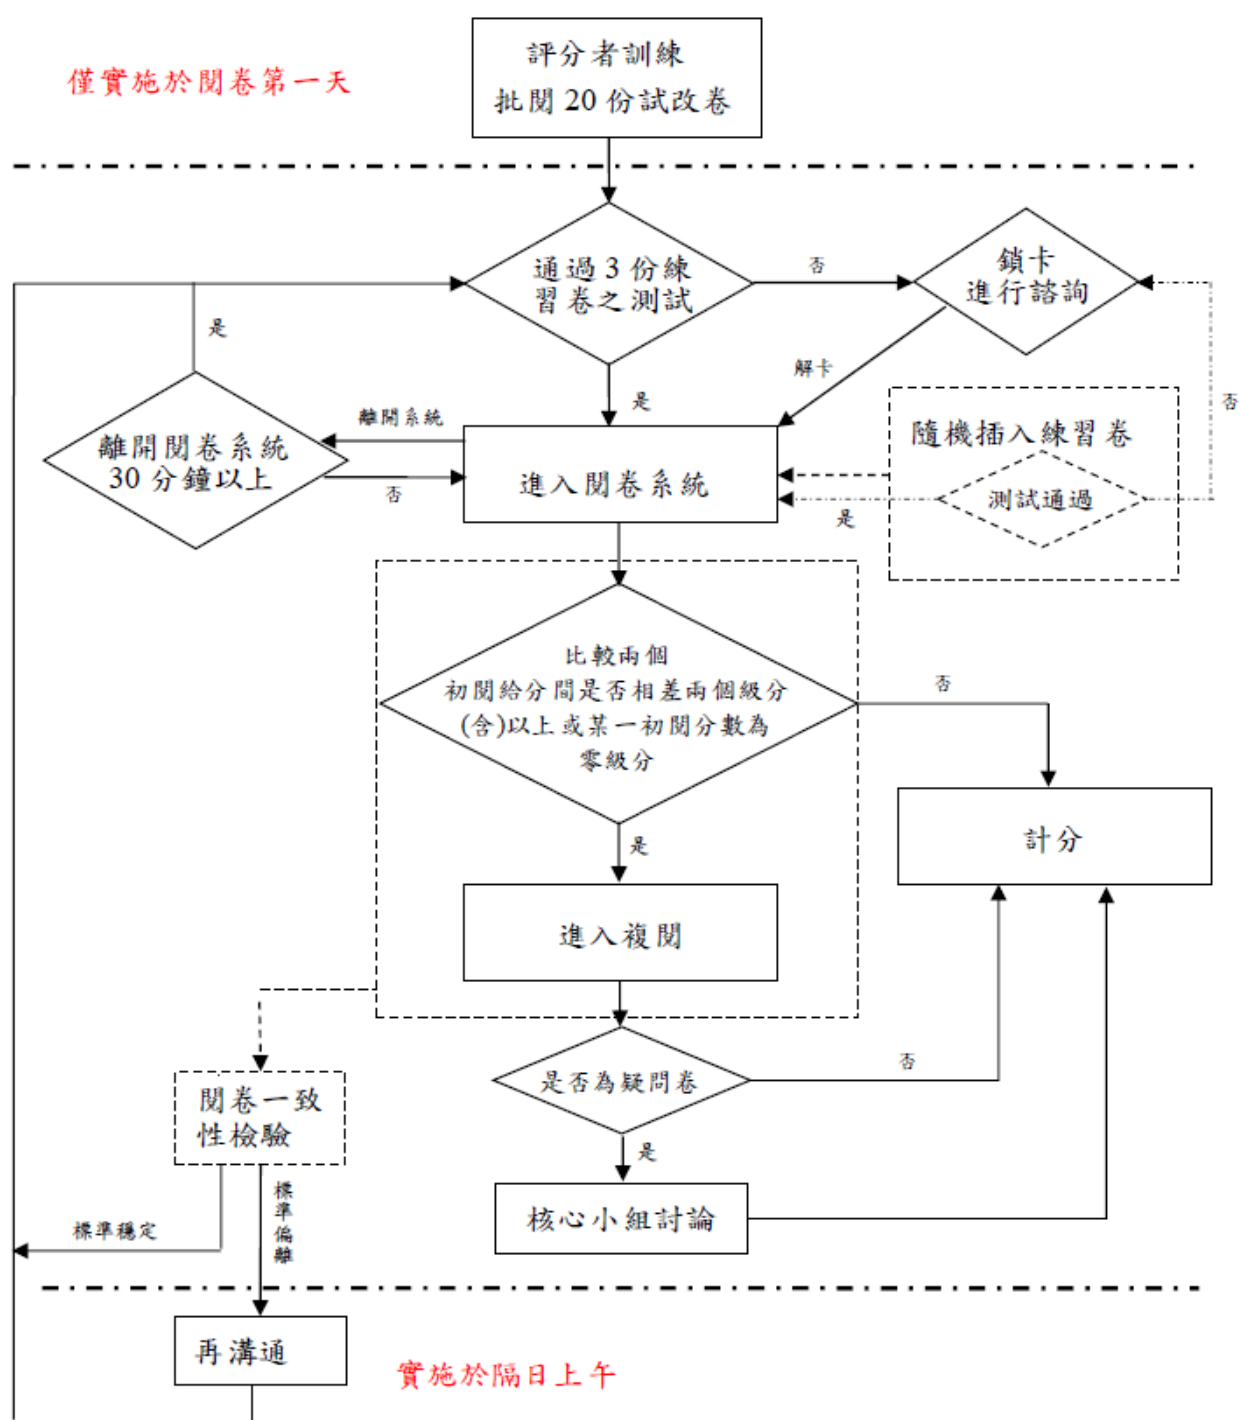 評分者訓練
批閱 20 份試改卷
僅實施於閱卷第一天
通過 3 份練
習卷之測試
否
鎖卡
進行諮詢
是
解卡
是
否
離開閱卷系統
30 分鐘以上
離開系統
否
進入閱卷系統
隨機插入練習卷
測試通過
是
比較兩個
初閱給分間是否相差兩個級分
(含)以上或某一初閱分數為
零級分
否
是
計分
進入複閱
是否為疑問卷
否
是
閱卷一致
性檢驗
標準穩定
標準偏離
核心小組討論
再溝通
實施於隔日上午